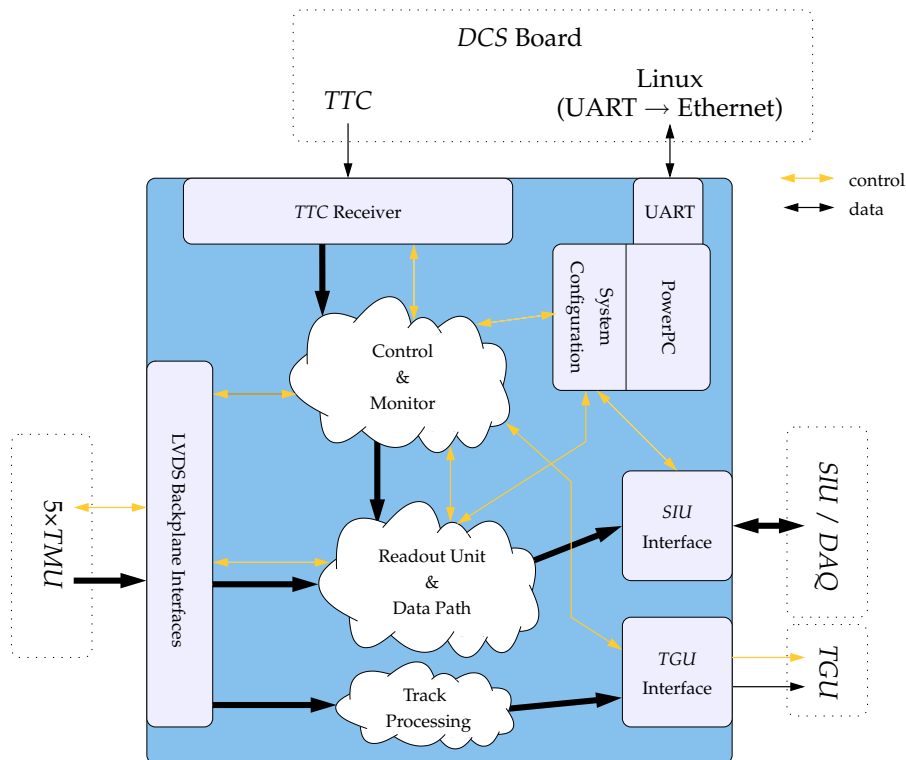 DCS Board
Linux
(UART → Ethernet)
TTC
control
data
TTC Receiver
UART
System
Configuration
PowerPC
Control
&
Monitor
LVDS Backplane Interfaces
5×TMU
Readout Unit
&
Data Path
SIU
Interface
SIU / DAQ
Track
Processing
TGU
Interface
TGU